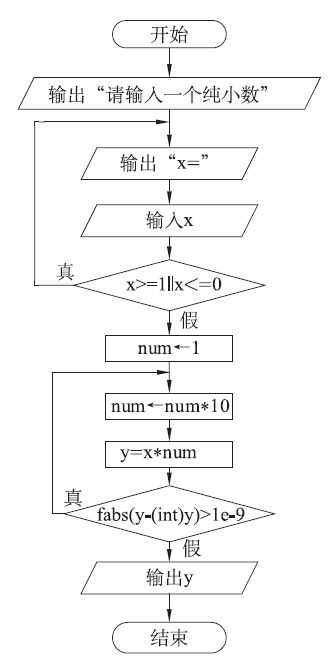 开始
输出“请输入一个纯小数”
输出“x=”
输入x
真
x>=1||x<=0
假
num←1
num←num*10
y=x*num
真
fabs(y-(int)y)>1e-9
假
输出y
结束